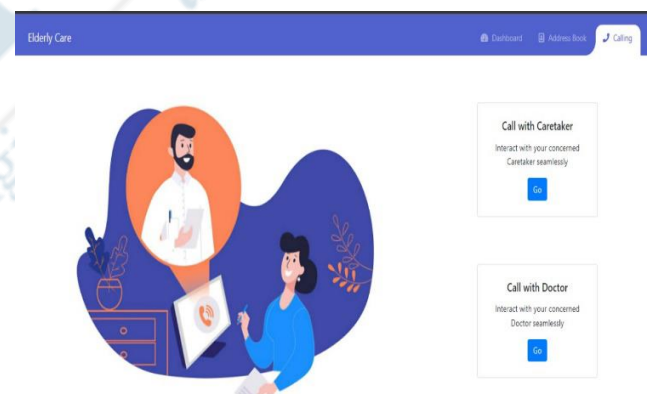 Elderly Care
Dashboard
Address Book
Calling
Call with Caretaker
Interact with your concerned
Caretaker seamlessly
Go
Call with Doctor
Interact with your concerned
Doctor seamlessly
Go